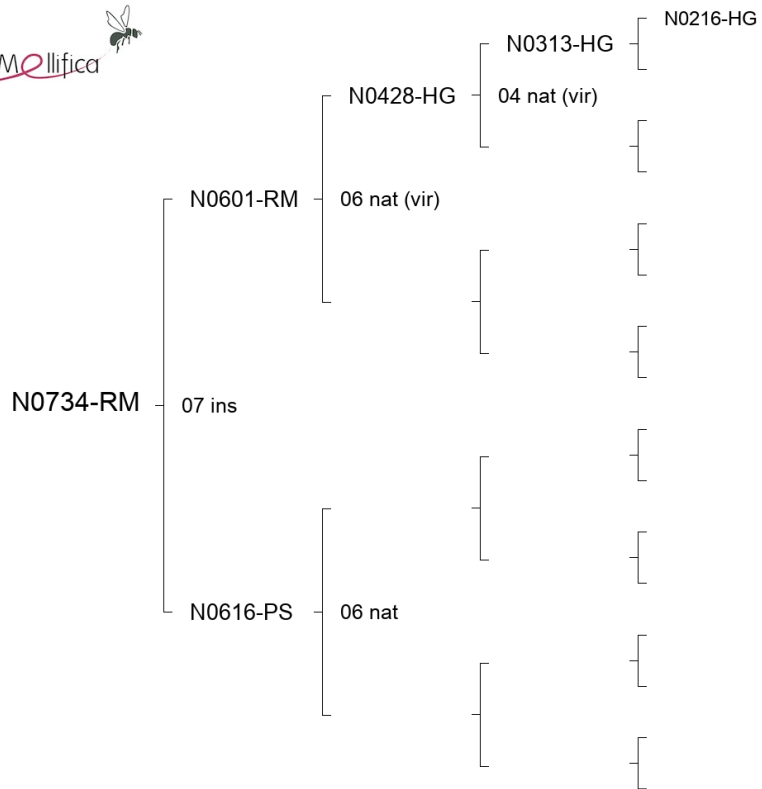 Mellifica
N0216-HG
N0313-HG
N0428-HG
04 nat (vir)
N0601-RM
06 nat (vir)
N0734-RM
07 ins
N0616-PS
06 nat